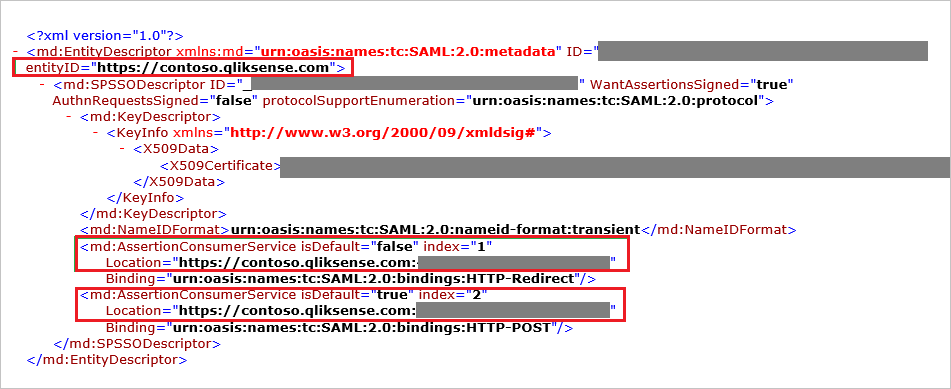 <?xml version="1.0"?>
- <md:EntityDescriptor xmlns:md="urn:oasis:names:tc:SAML:2.0:metadata" ID="
entityID="https://contoso.qliksense.com">
- <md:SPSSODescriptor ID="_ " WantAssertionsSigned="true"
AuthnRequestsSigned="false" protocolSupportEnumeration="urn:oasis:names:tc:SAML:2.0:protocol">
- <md:KeyDescriptor>
- <KeyInfo xmlns="http://www.w3.org/2000/09/xmldsig#">
- <X509Data>
<X509Certificate>
</X509Data>
</KeyInfo>
</md:KeyDescriptor>
<md:NameIDFormat>urn:oasis:names:tc:SAML:2.0:nameid-format:transient</md:NameIDFormat>
<md:AssertionConsumerService isDefault="false" index="1"
Location="https://contoso.qliksense.com: "
Binding="urn:oasis:names:tc:SAML:2.0:bindings:HTTP-Redirect"/>
<md:AssertionConsumerService isDefault="true" index="2"
Location="https://contoso.qliksense.com: "
Binding="urn:oasis:names:tc:SAML:2.0:bindings:HTTP-POST"/>
</md:SPSSODescriptor>
</md:EntityDescriptor>